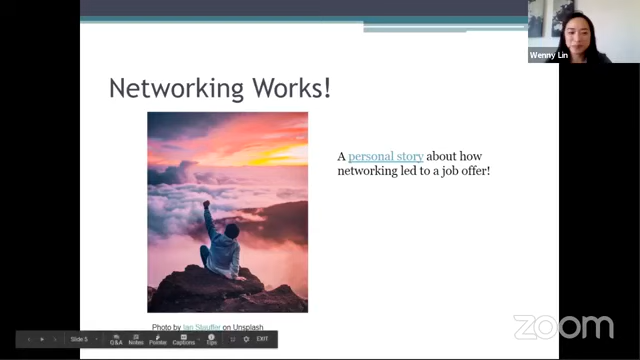 Wenny Lin
Networking Works!
A personal story about how
networking led to a job offer!
Photo by Ian Stauffer on Unsplash
Slide 5
Q&A
Notes
Pointer
Captions
Tips
EXIT
zoom